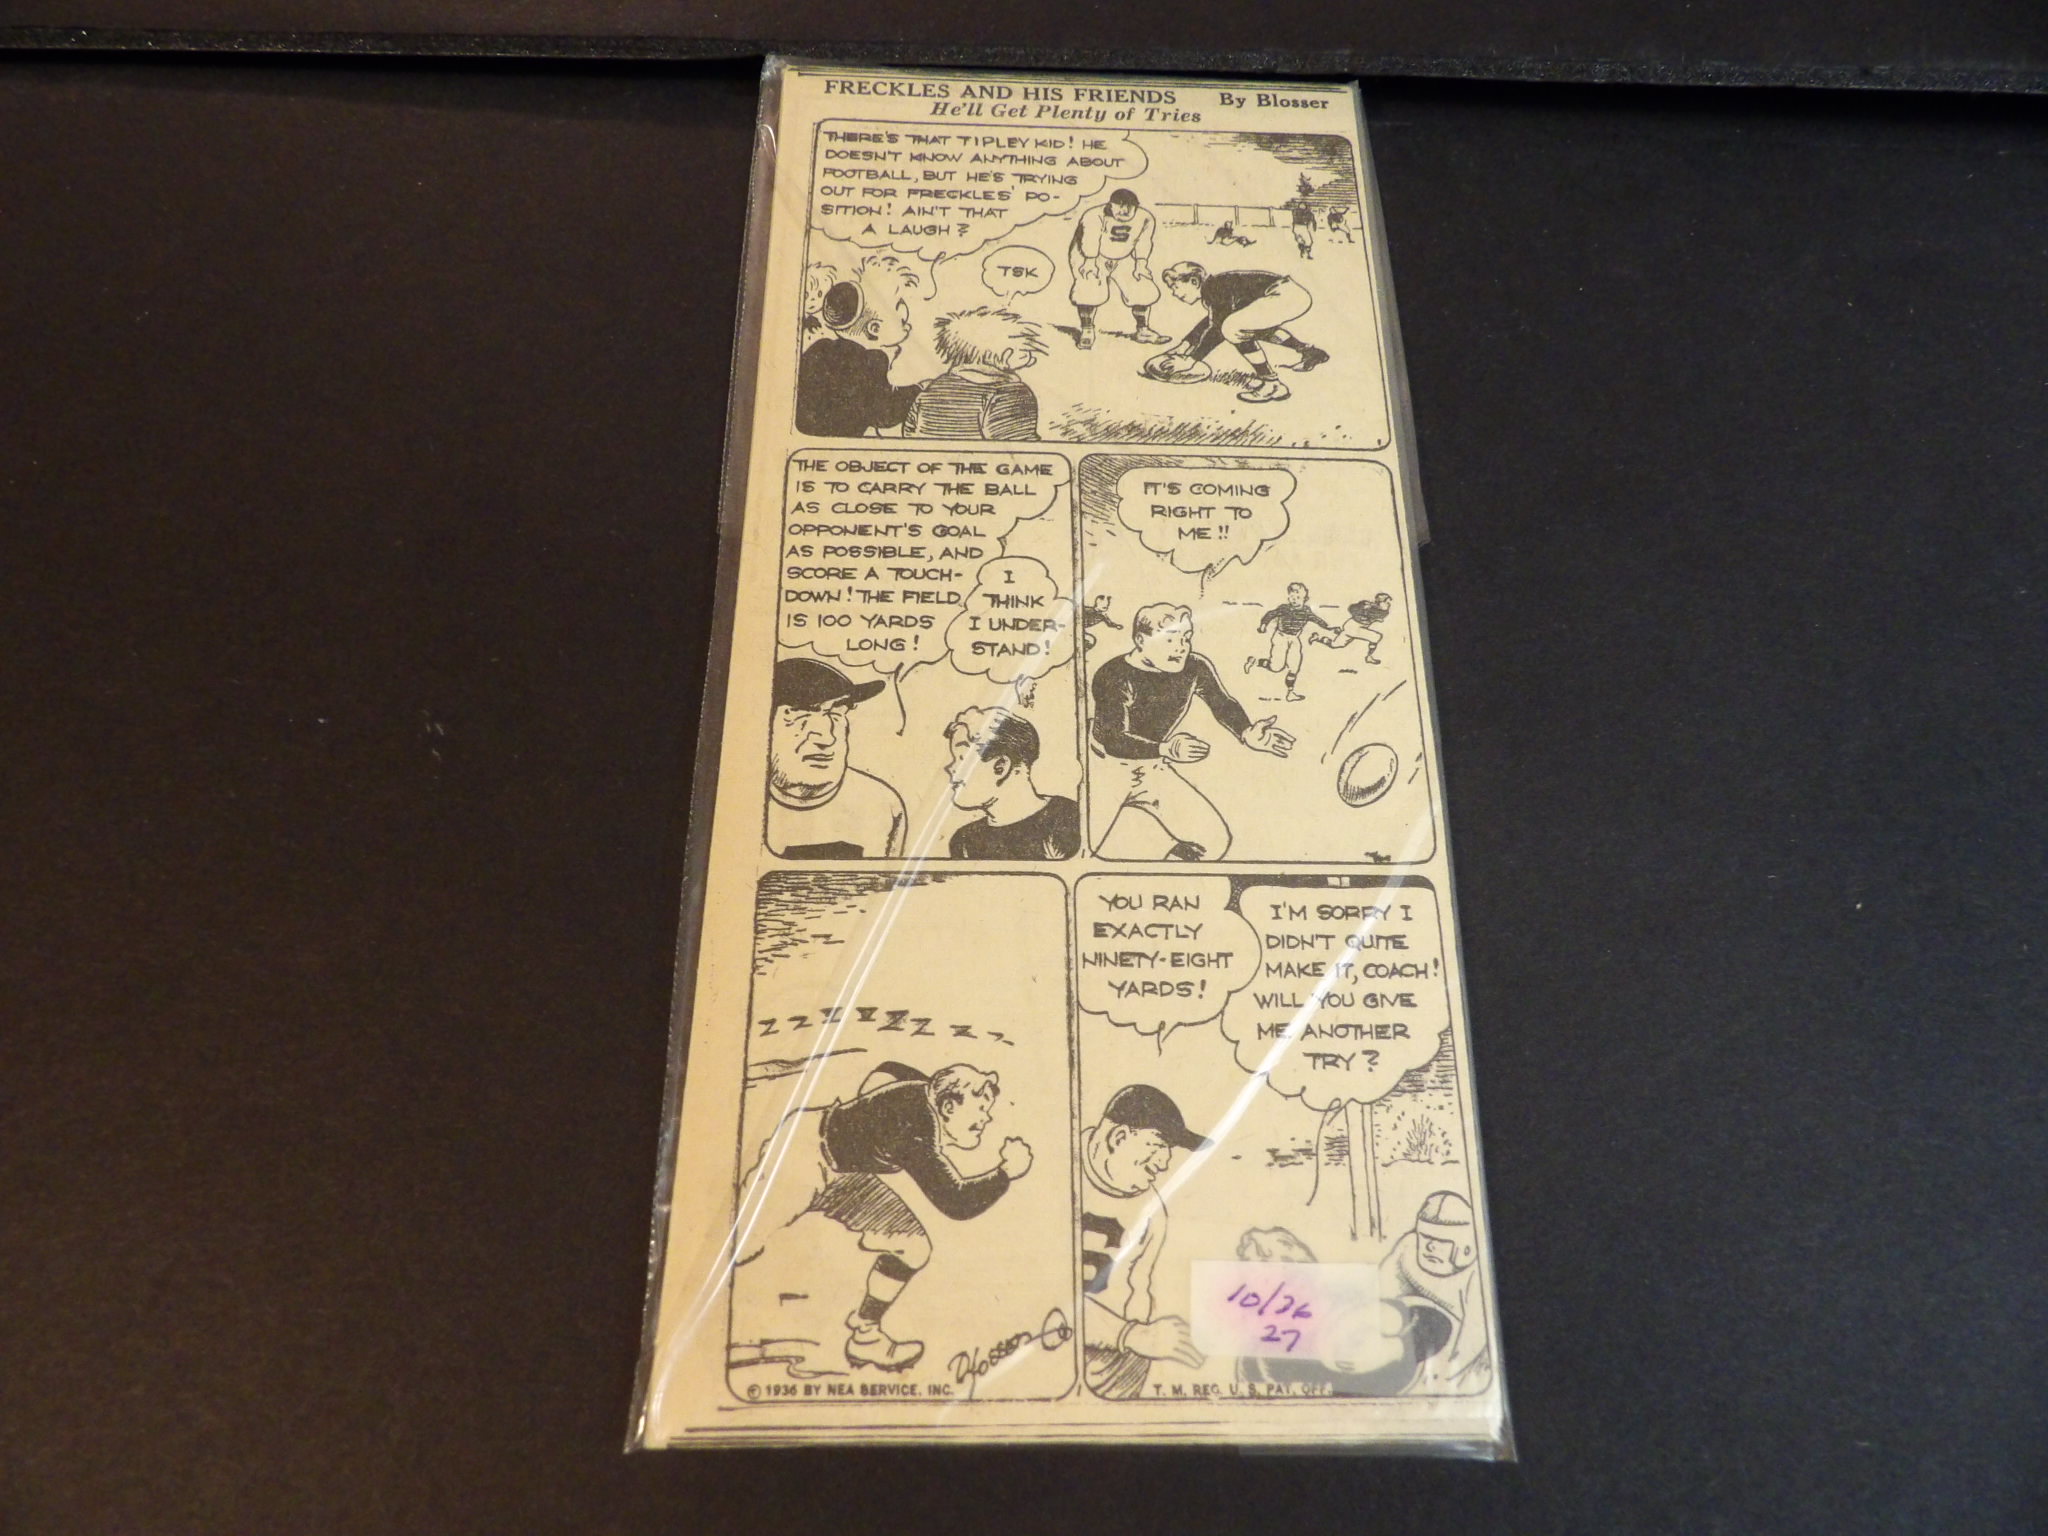 FRECKLES AND HIS FRIENDS By Blosser
He'll Get Plenty of Tries
THERE'S THAT TIPLEY KID! HE
DOESN'T KNOW ANYTHING ABOUT
FOOTBALL, BUT HE'S TRYING
OUT FOR FRECKLES' PO-
SITION! AIN'T THAT
A LAUGH?
TSK
S
THE OBJECT OF THE GAME
IS TO CARRY THE BALL
AS CLOSE TO YOUR
OPPONENT'S GOAL
AS POSSIBLE, AND
SCORE A TOUCH-
DOWN! THE FIELD
IS 100 YARDS
LONG!
I
THINK
I UNDER-
STAND!
IT'S COMING
RIGHT TO
ME!!
ZZZZZZZ
BLOSSER
© 1936 BY NEA SERVICE, INC.
YOU RAN
EXACTLY
NINETY-EIGHT
YARDS!
I'M SORRY I
DIDN'T QUITE
MAKE IT, COACH!
WILL YOU GIVE
ME ANOTHER
TRY?
10/36
27
T. M. REG. U. S. PAT. OFF.